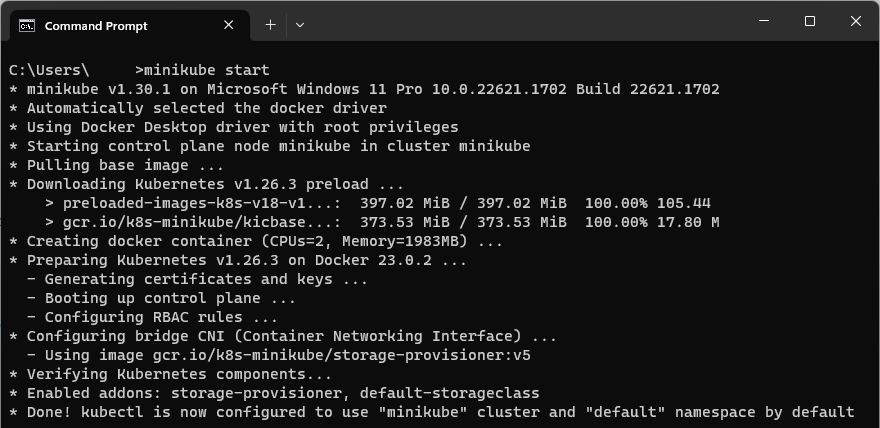 Command Prompt
C:\Users\     >minikube start
* minikube v1.30.1 on Microsoft Windows 11 Pro 10.0.22621.1702 Build 22621.1702
* Automatically selected the docker driver
* Using Docker Desktop driver with root privileges
* Starting control plane node minikube in cluster minikube
* Pulling base image ...
* Downloading Kubernetes v1.26.3 preload ...
    > preloaded-images-k8s-v18-v1...:  397.02 MiB / 397.02 MiB  100.00% 105.44
    > gcr.io/k8s-minikube/kicbase...:  373.53 MiB / 373.53 MiB  100.00% 17.80 M
* Creating docker container (CPUs=2, Memory=1983MB) ...
* Preparing Kubernetes v1.26.3 on Docker 23.0.2 ...
  - Generating certificates and keys ...
  - Booting up control plane ...
  - Configuring RBAC rules ...
* Configuring bridge CNI (Container Networking Interface) ...
  - Using image gcr.io/k8s-minikube/storage-provisioner:v5
* Verifying Kubernetes components...
* Enabled addons: storage-provisioner, default-storageclass
* Done! kubectl is now configured to use "minikube" cluster and "default" namespace by default